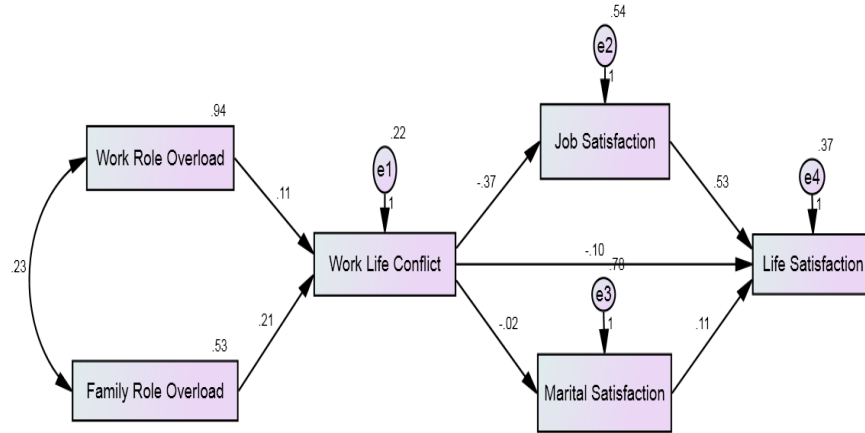 .54
e2
1
.94
Work Role Overload
.22
e1
1
Job Satisfaction
.37
e4
1
.11
-.37
.53
.23
Work Life Conflict
-.10
Life Satisfaction
.78
e3
1
.21
-.02
.11
.53
Family Role Overload
Marital Satisfaction